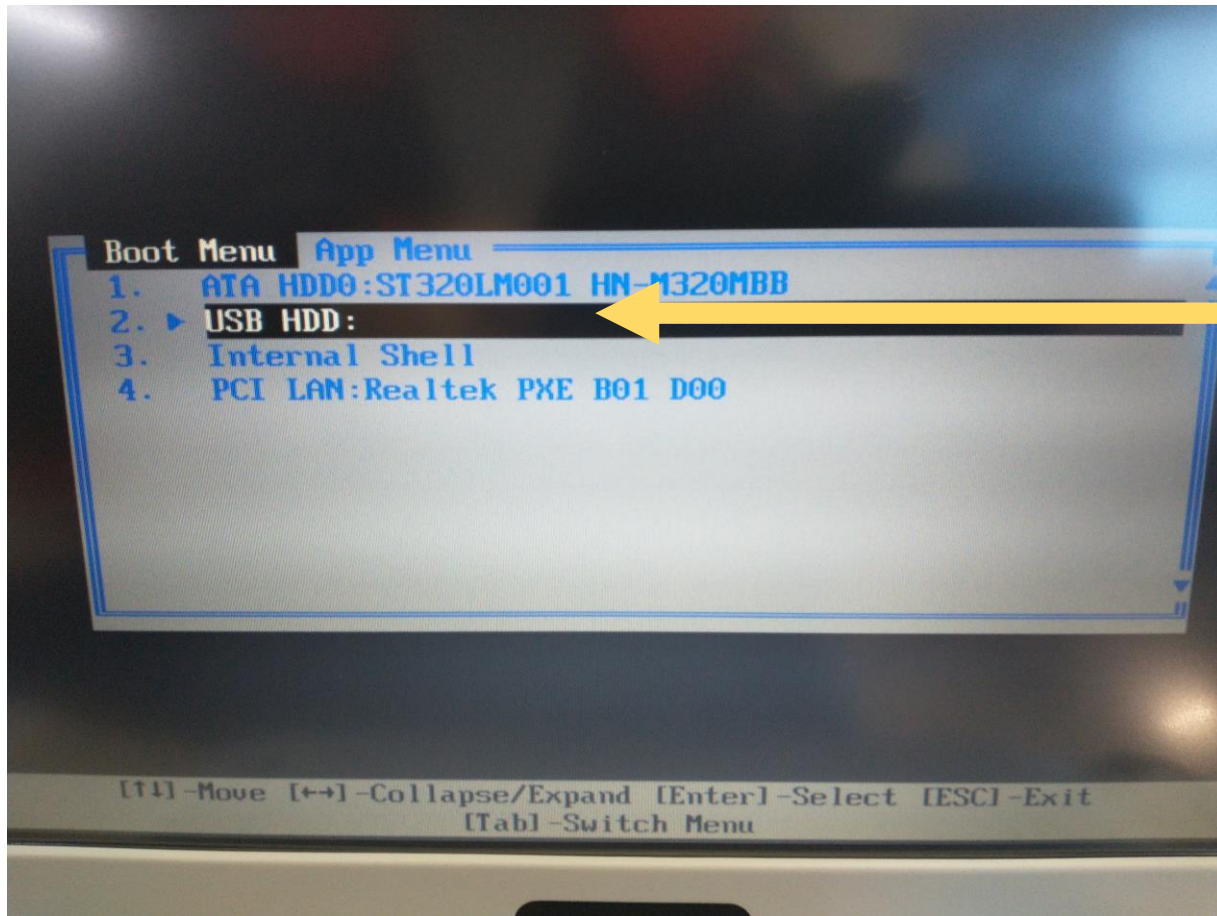 Boot Menu App Menu
1. ATA HDD0:ST320LM001 HN-M320MBB
2. ▶ USB HDD:
3. Internal Shell
4. PCI LAN:Realtek PXE B01 D00
[↑↓]-Move [←→]-Collapse/Expand [Enter]-Select [ESC]-Exit
[Tab]-Switch Menu